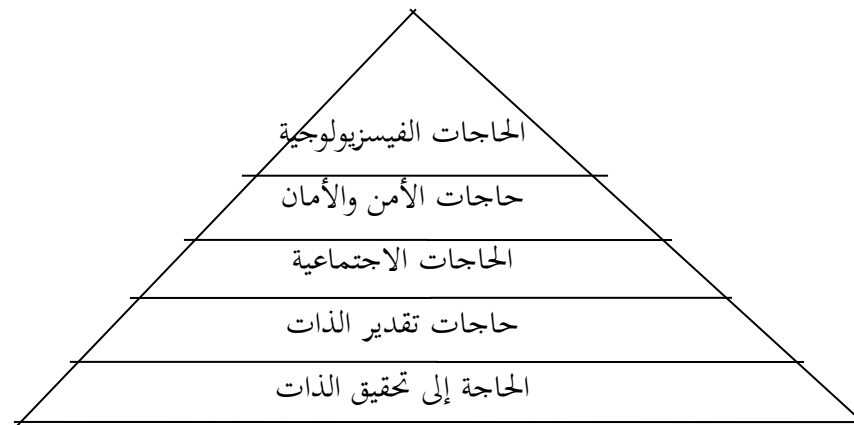 الحاجات الفيسزيولوجية
حاجات الأمن والأمان
الحاجات الاجتماعية
حاجات تقدير الذات
الحاجة إلى تحقيق الذات